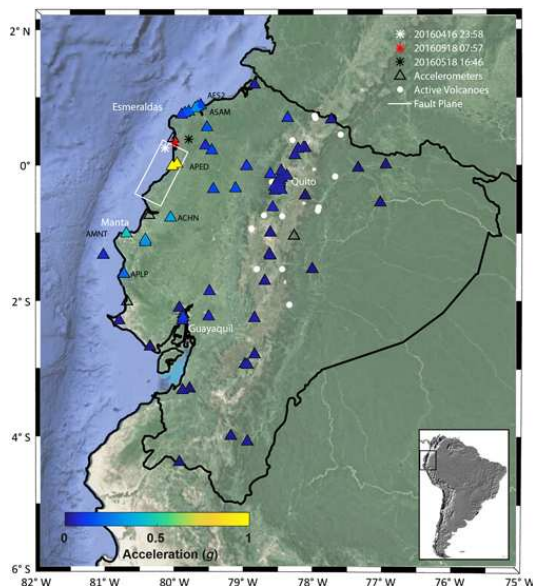 2° N
0°
2° S
4° S
6° S
82° W
81° W
80° W
79° W
78° W
77° W
76° W
75° W
20160416 23:58
20160918 07:57
20160518 16:46
Accelerometers
Active Volcanoes
Fault Plane
AES2
Esmeraldas
ASAM
APED
Quito
ACHN
Manta
AMNT
APLP
Guayaquil
0
0.5
1
Acceleration (g)